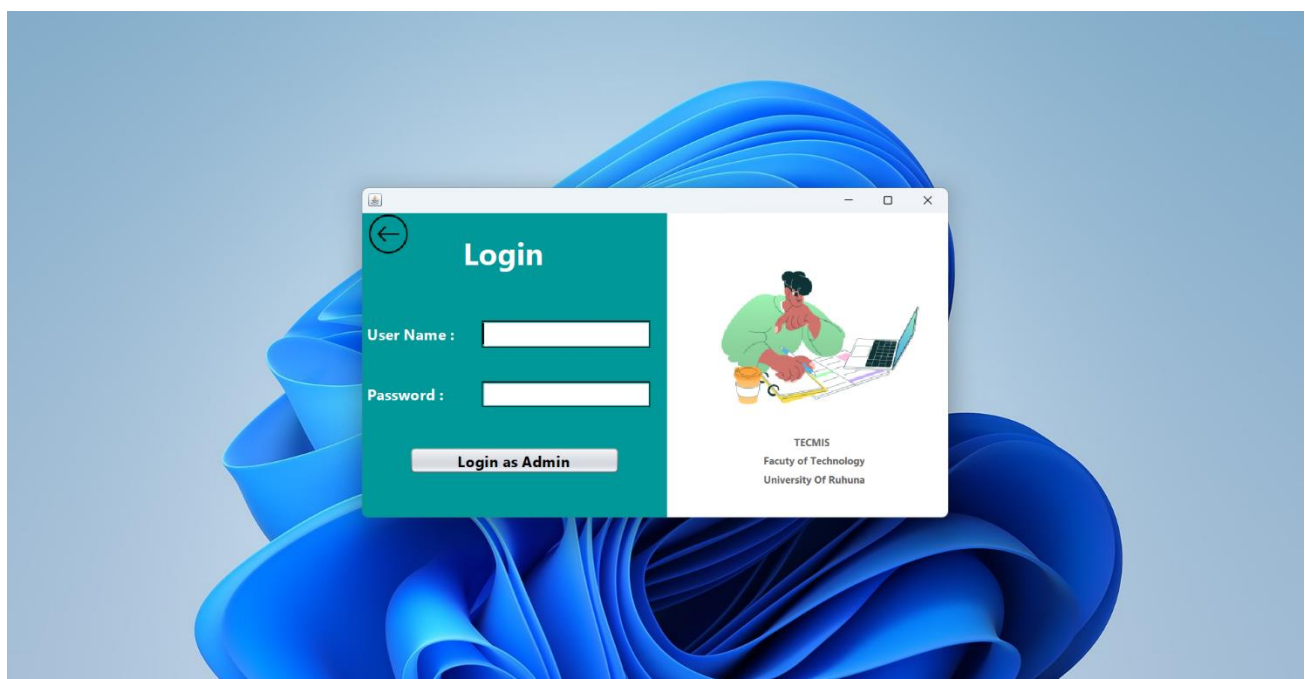 Login
User Name :
Password :
Login as Admin
TECMIS
Facuty of Technology
University Of Ruhuna